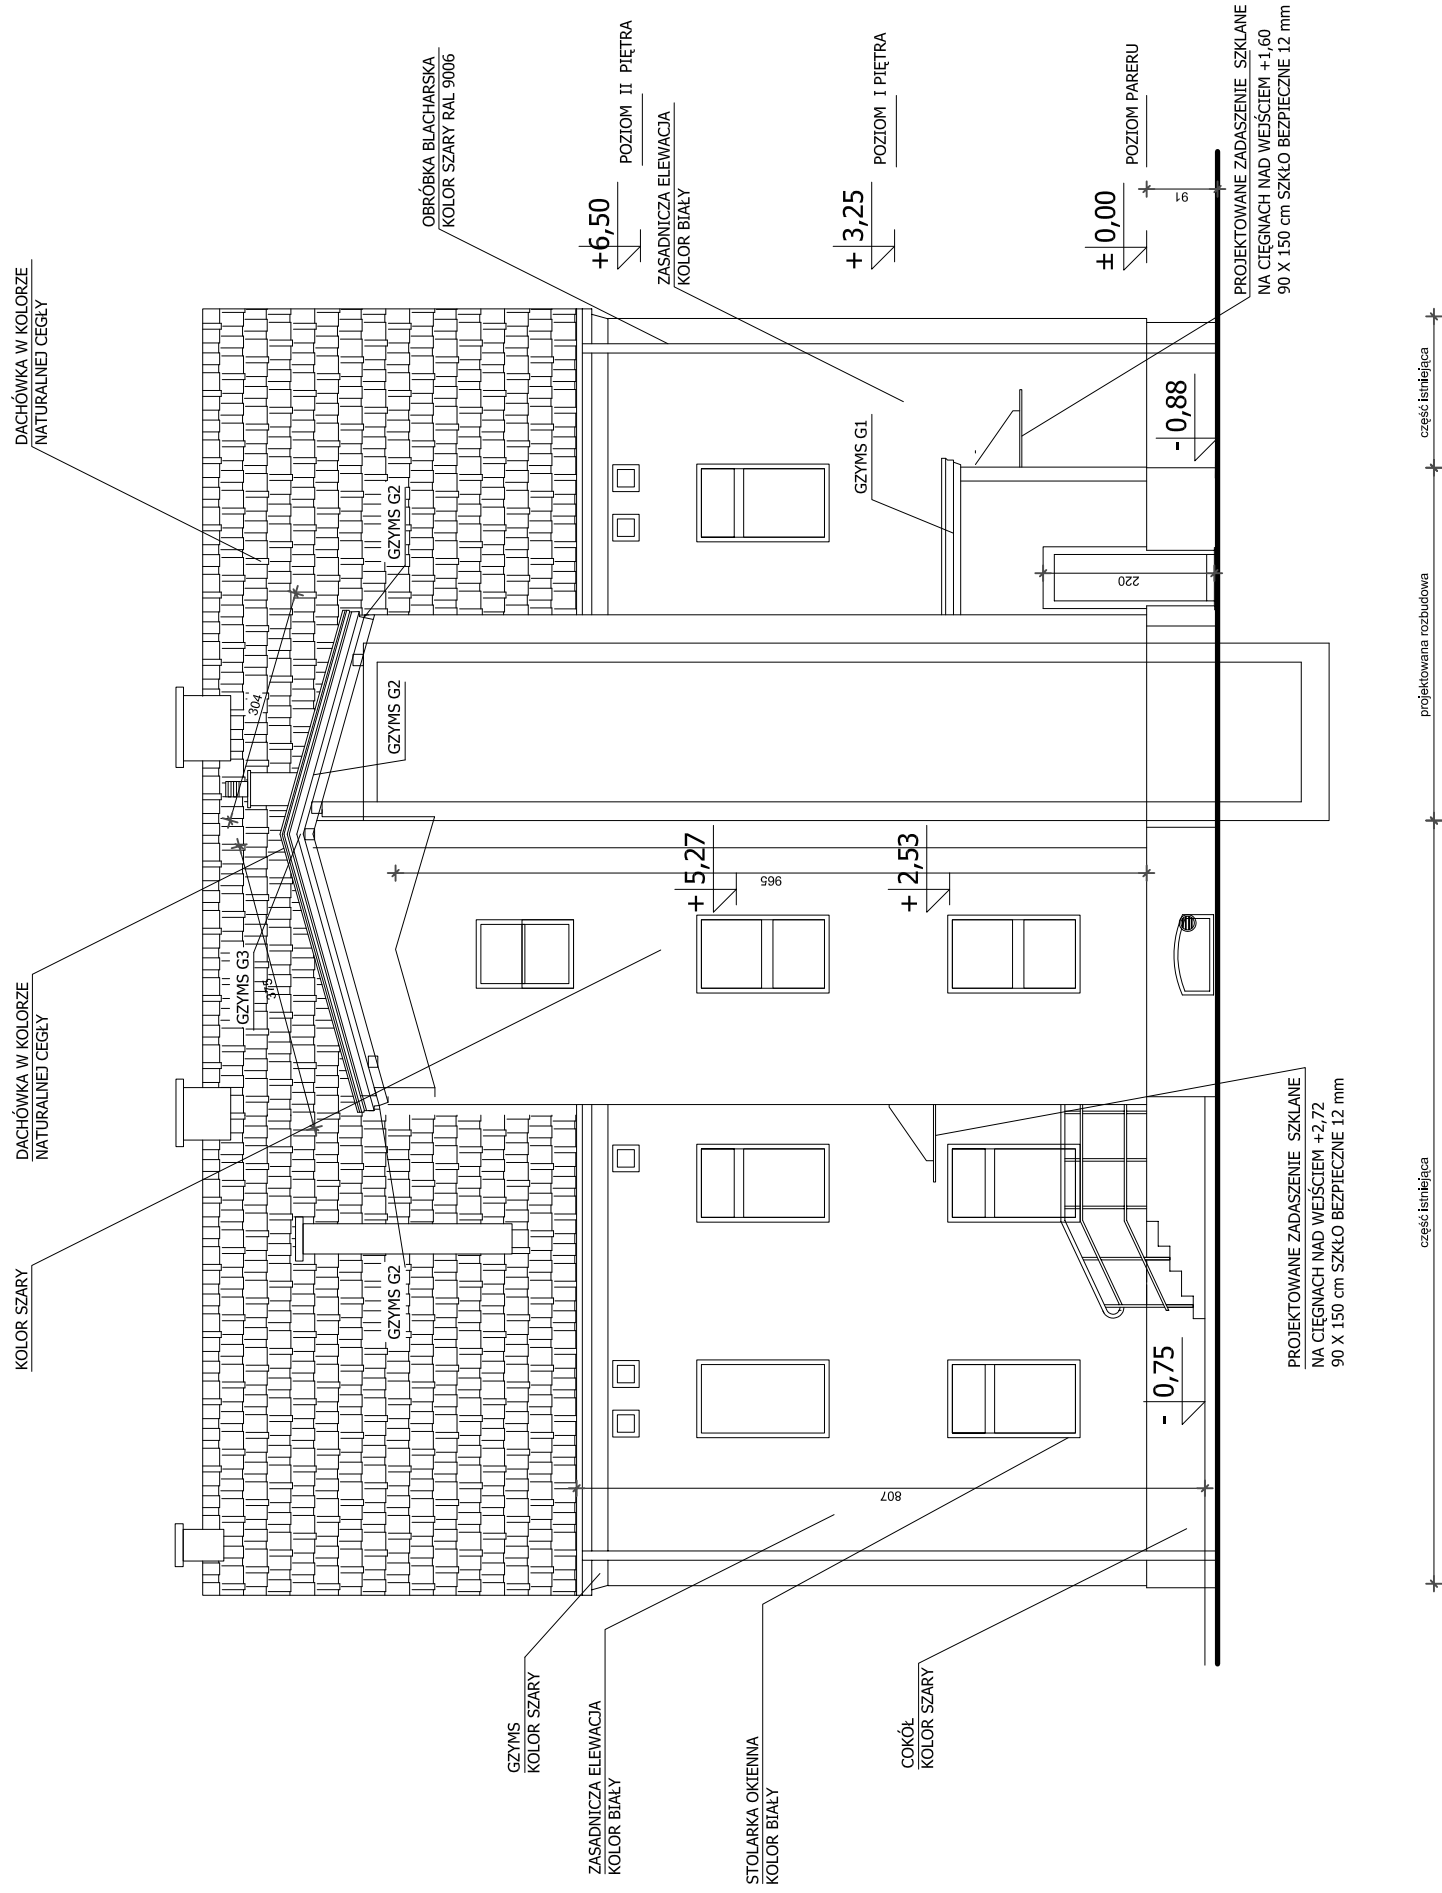 KOLOR SZARY
DACHÓWKA W KOLORZE
NATURALNEJ CEGŁY
DACHÓWKA W KOLORZE
NATURALNEJ CEGŁY
304
GZYMS G3
375
GZYMS G2
GZYMS G2
GZYMS G2
OBRÓBKA BLACHARSKA
KOLOR SZARY RAL 9006
GZYMS
KOLOR SZARY
+6,50
POZIOM II PIĘTRA
ZASADNICZA ELEWACJA
KOLOR BIAŁY
ZASADNICZA ELEWACJA
KOLOR BIAŁY
+ 5,27
965
STOLARKA OKIENNA
KOLOR BIAŁY
807
+ 2,53
GZYMS G1
+ 3,25
POZIOM I PIĘTRA
COKÓŁ
KOLOR SZARY
220
± 0,00
POZIOM PARERU
- 0,75
- 0,88
91
PROJEKTOWANE ZADASZENIE SZKLANE
NA CIĘGNACH NAD WEJŚCIEM +1,60
90 X 150 cm SZKŁO BEZPIECZNE 12 mm
PROJEKTOWANE ZADASZENIE SZKLANE
NA CIĘGNACH NAD WEJŚCIEM +2,72
90 X 150 cm SZKŁO BEZPIECZNE 12 mm
część istniejąca
projektowana rozbudowa
część istniejąca